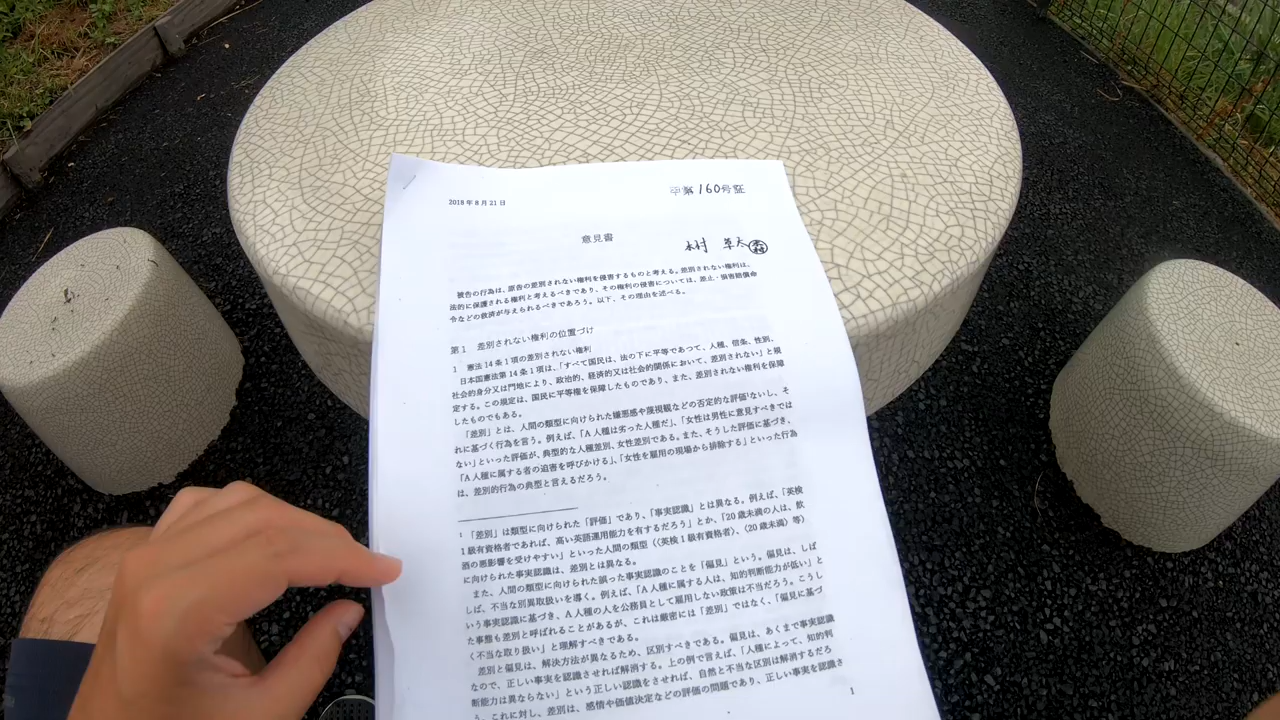 甲第160号証
2018年8月21日
意見書
木村 草太
被告の行為は、原告の差別されない権利を侵害するものと考える。差別されない権利は、
法的に保護される権利と考えるべきであり、その権利の侵害については、差止・損害賠償命
令などの救済が与えられるべきであろう。以下、その理由を述べる。
第1 差別されない権利の位置づけ
1 憲法14条1項の差別されない権利
日本国憲法第14条1項は、「すべて国民は、法の下に平等であつて、人種、信条、性別、
社会的身分又は門地により、政治的、経済的又は社会的関係において、差別されない」と規
定する。この規定は、国民に平等権を保障したものであり、また、差別されない権利を保障
したものでもある。
「差別」とは、人間の類型に向けられた嫌悪感や蔑視観などの否定的な評価¹ないし、そ
れに基づく行為を言う。例えば、「A人種は劣った人種だ」、「女性は男性に意見すべきでは
ない」といった評価が、典型的な人種差別、女性差別である。また、そうした評価に基づき、
「A人種に属する者の迫害を呼びかける」、「女性を雇用の現場から排除する」といった行為
は、差別的行為の典型と言えるだろう。
1 「差別」は類型に向けられた「評価」であり、「事実認識」とは異なる。例えば、「英検
1級有資格者であれば、高い英語運用能力を有するだろう」とか、「20歳未満の人は、飲
酒の悪影響を受けやすい」といった人間の類型（〈英検1級有資格者〉、〈20歳未満〉等）
に向けられた事実認識は、差別とは異なる。
また、人間の類型に向けられた誤った事実認識のことを「偏見」という。偏見は、しば
しば、不当な別異取扱いを導く。例えば、「A人種に属する人は、知的判断能力が低い」と
いう事実認識に基づき、A人種の人を公務員として雇用しない政策は不当だろう。こうし
た事態も差別と呼ばれることがあるが、これは厳密には「差別」ではなく、「偏見に基づ
く不当な取り扱い」と理解すべきである。
差別と偏見は、解決方法が異なるため、区別すべきである。偏見は、あくまで事実誤認
なので、正しい事実を認識させれば解消する。上の例で言えば、「人種によって、知的判
断能力は異ならない」という正しい認識をさせれば、自然と不当な区別は解消するだろ
う。これに対し、差別は、感情や価値決定などの評価の問題であり、正しい事実を認識さ
1